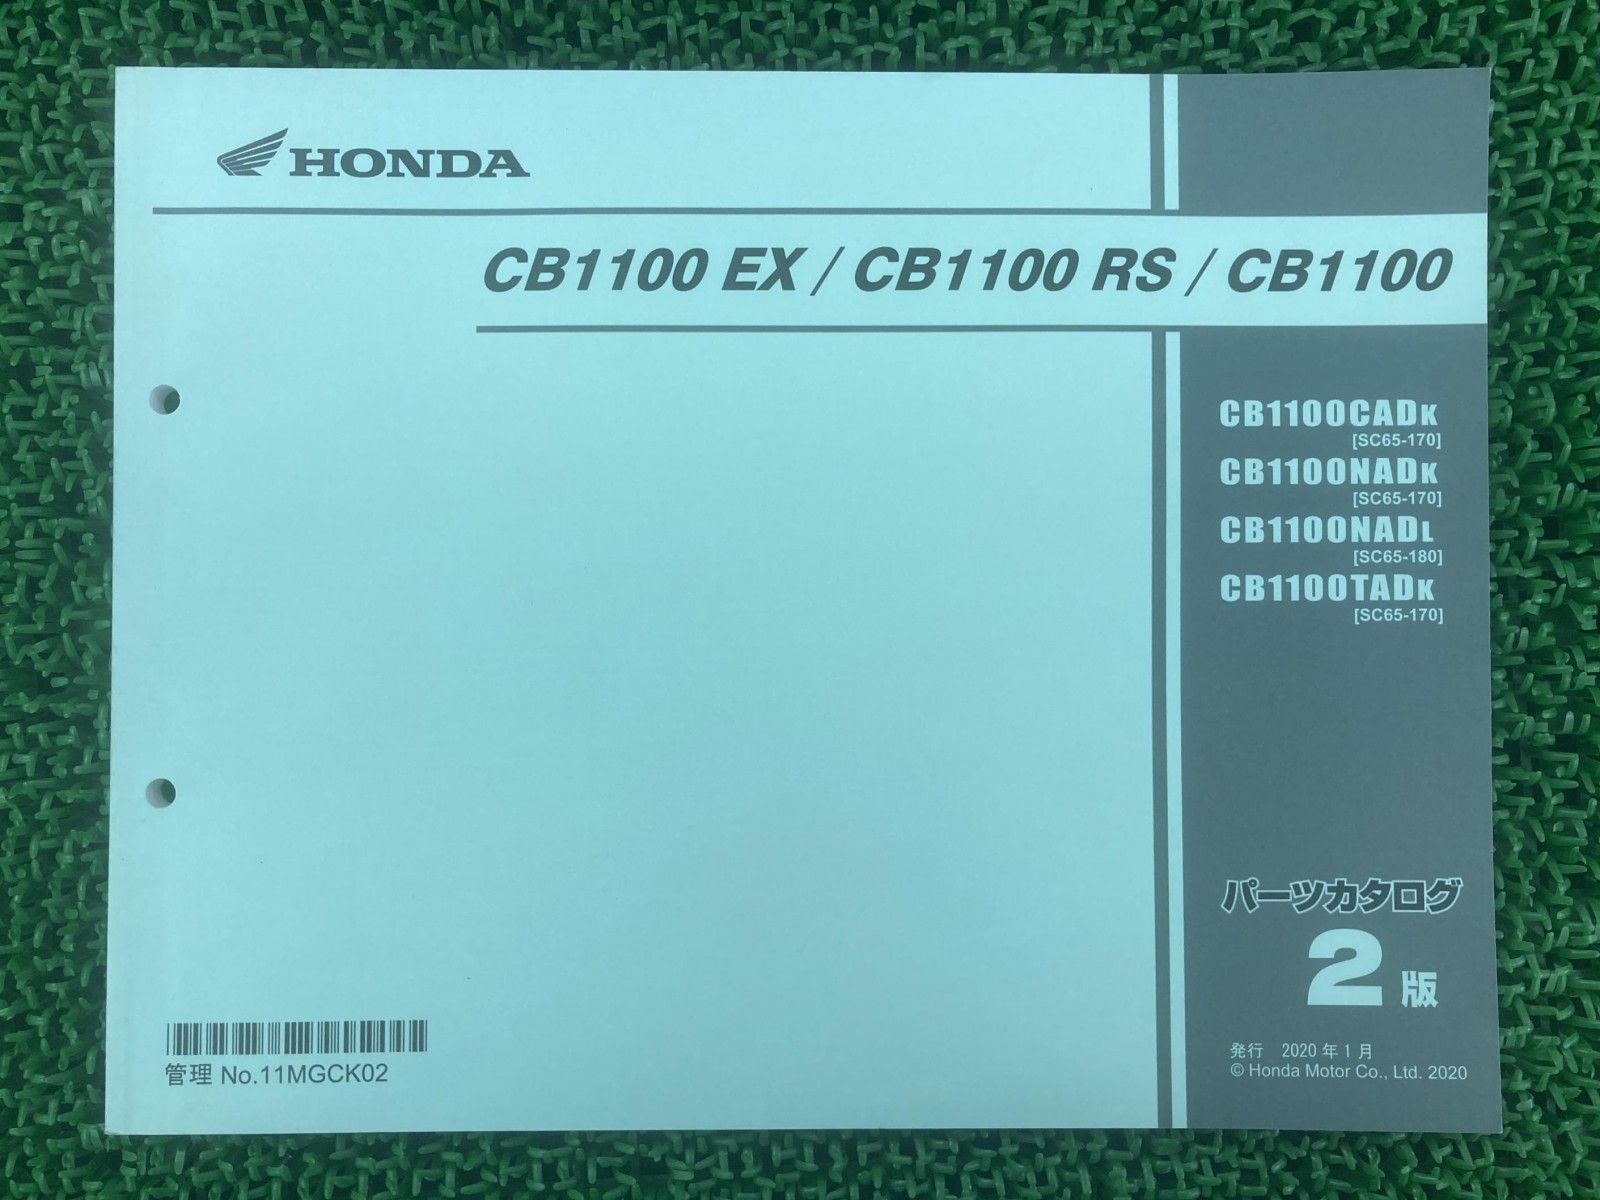 HONDA
CB1100 EX / CB1100 RS / CB1100
CB1100CADK
[SC65-170]
CB1100NADK
[SC65-170]
CB1100NADL
[SC65-180]
CB1100TADK
[SC65-170]
パーツカタログ
2版
発行 2020年1月
© Honda Motor Co., Ltd. 2020
管理 No.11MGCK02